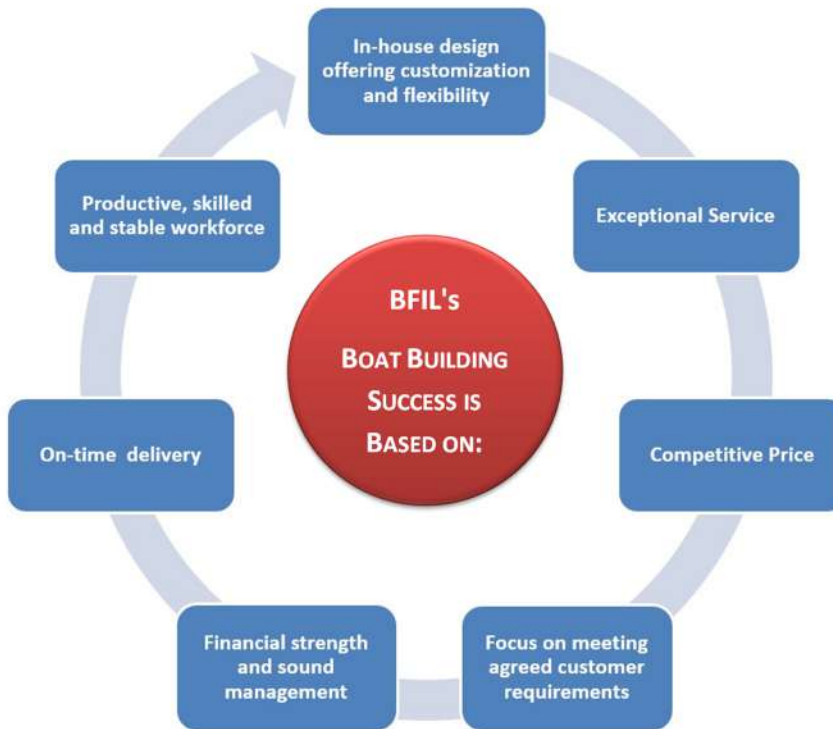 In-house design
offering customization
and flexibility
Exceptional Service
Competitive Price
Focus on meeting
agreed customer
requirements
Financial strength
and sound
management
On-time delivery
Productive, skilled
and stable workforce
BFIL's
BOAT BUILDING
SUCCESS IS
BASED ON: